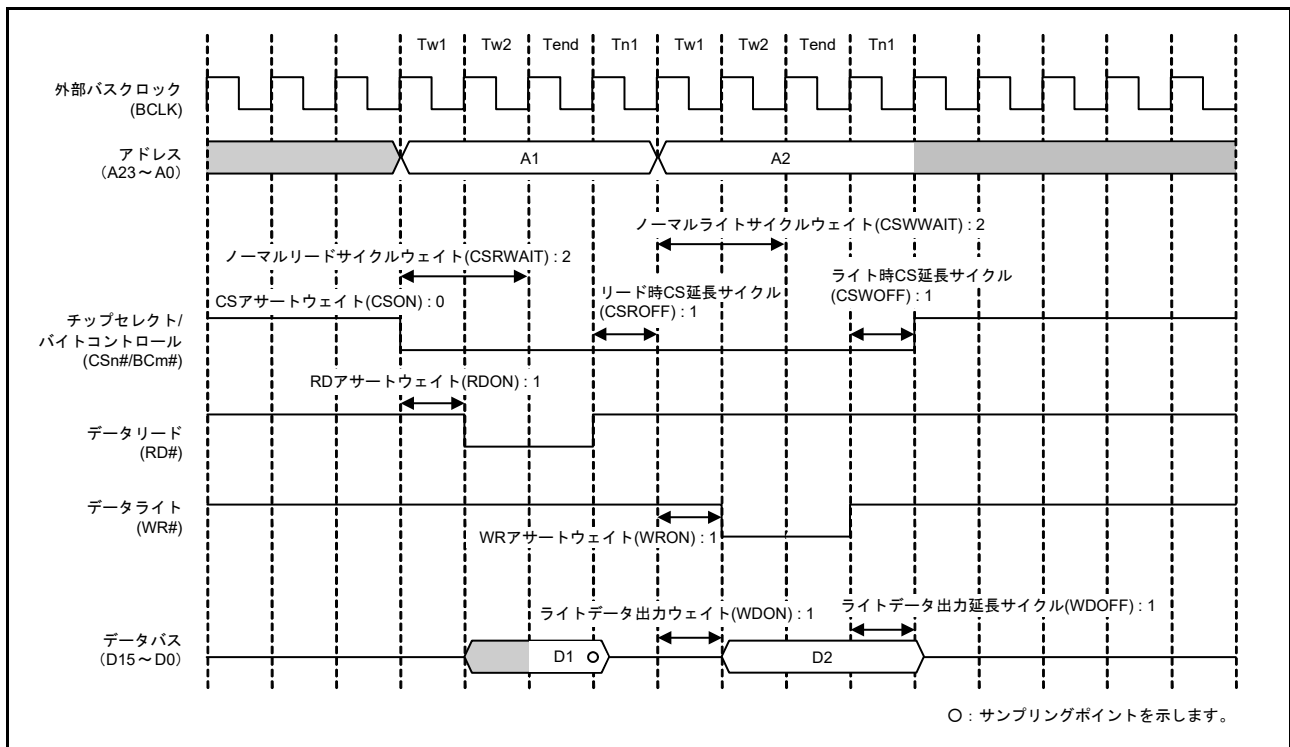 Tw1 Tw2 Tend Tn1 Tw1 Tw2 Tend Tn1
外部バスクロック
(BCLK)
アドレス
(A23～A0)
A1
A2
ノーマルライトサイクルウェイト(CSWWAIT) : 2
ノーマルリードサイクルウェイト(CSRWAIT) : 2
リード時CS延長サイクル
(CSROFF) : 1
ライト時CS延長サイクル
(CSWOFF) : 1
CSアサートウェイト(CSON) : 0
チップセレクト/
バイトコントロール
(CSn#/BCm#)
RDアサートウェイト(RDON) : 1
データリード
(RD#)
データライト
(WR#)
WRアサートウェイト(WRON) : 1
ライトデータ出力ウェイト(WDON) : 1
ライトデータ出力延長サイクル(WDOFF) : 1
データバス
(D15～D0)
D1
D2
○ : サンプリングポイントを示します。